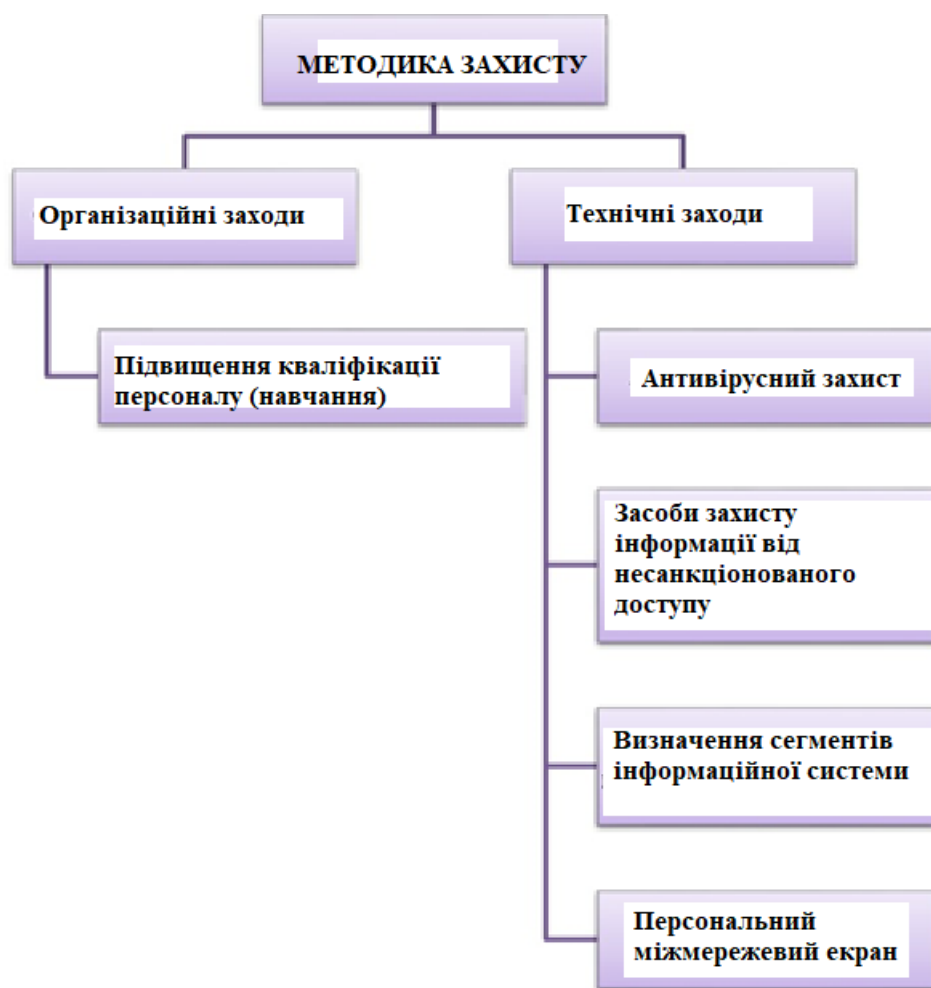 МЕТОДИКА ЗАХИСТУ
Організаційні заходи
Технічні заходи
Підвищення кваліфікації
персоналу (навчання)
Антивірусний захист
Засоби захисту
інформації від
несанкціонованого
доступу
Визначення сегментів
інформаційної системи
Персональний
міжмережевий екран